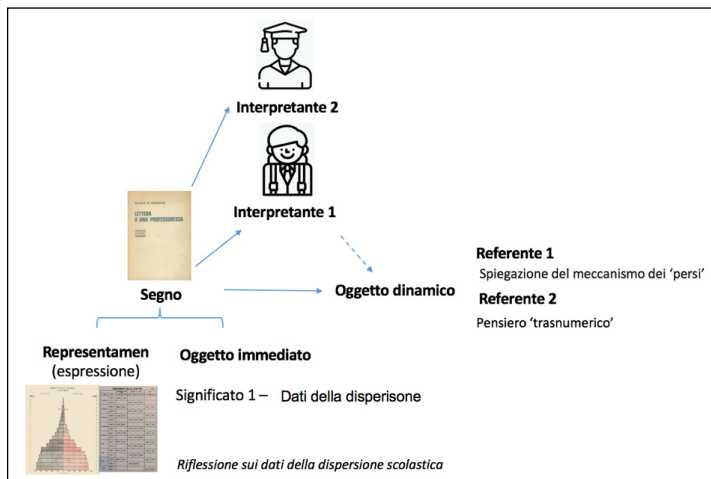 Interpretante 2
Interpretante 1
LETTERA
A UNA PROFESSORESSA
Segno
Oggetto dinamico
Referente 1
Spiegazione del meccanismo dei ‘persi’
Referente 2
Pensiero ‘trasnumerico’
Representamen
(espressione)
Oggetto immediato
Significato 1 – Dati della disperisone
Riflessione sui dati della dispersione scolastica